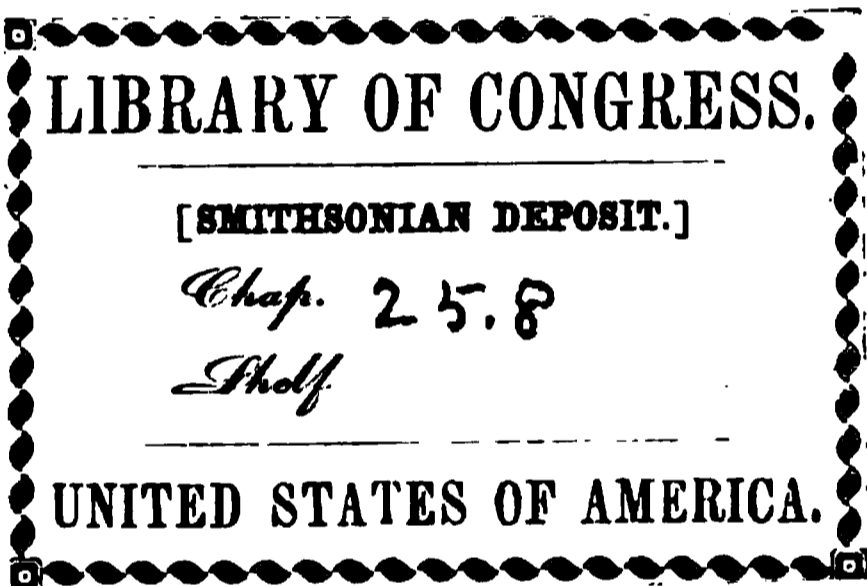 LIBRARY OF CONGRESS.
[SMITHSONIAN DEPOSIT.]
Chap. 25.8
Shelf
UNITED STATES OF AMERICA.